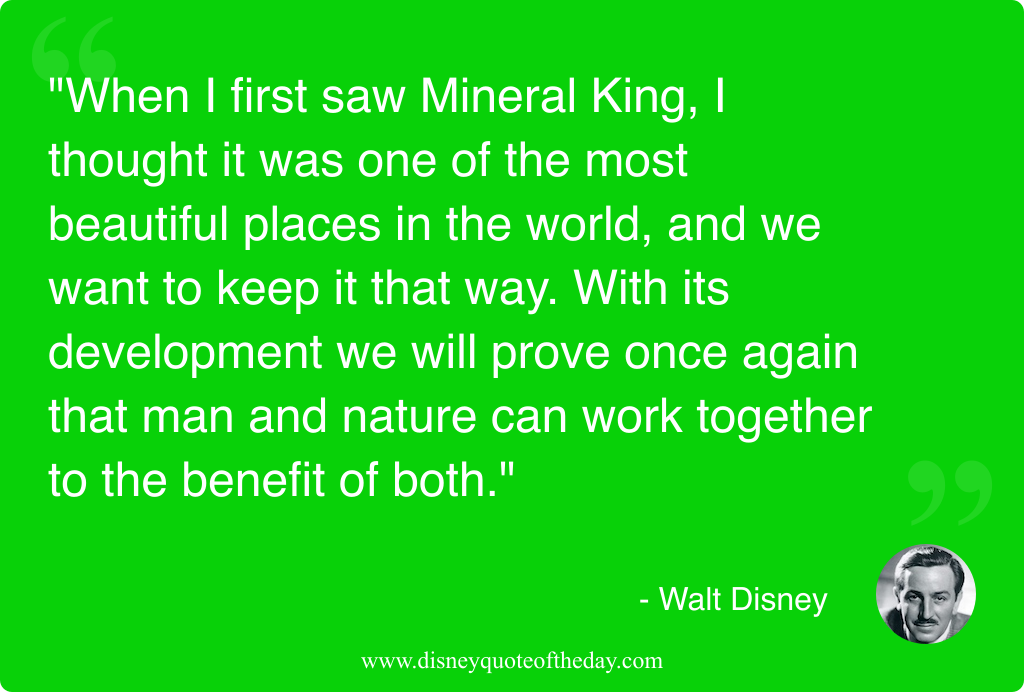 "When I first saw Mineral King, I
thought it was one of the most
beautiful places in the world, and we
want to keep it that way. With its
development we will prove once again
that man and nature can work together
to the benefit of both."
- Walt Disney
www.disneyquoteoftheday.com